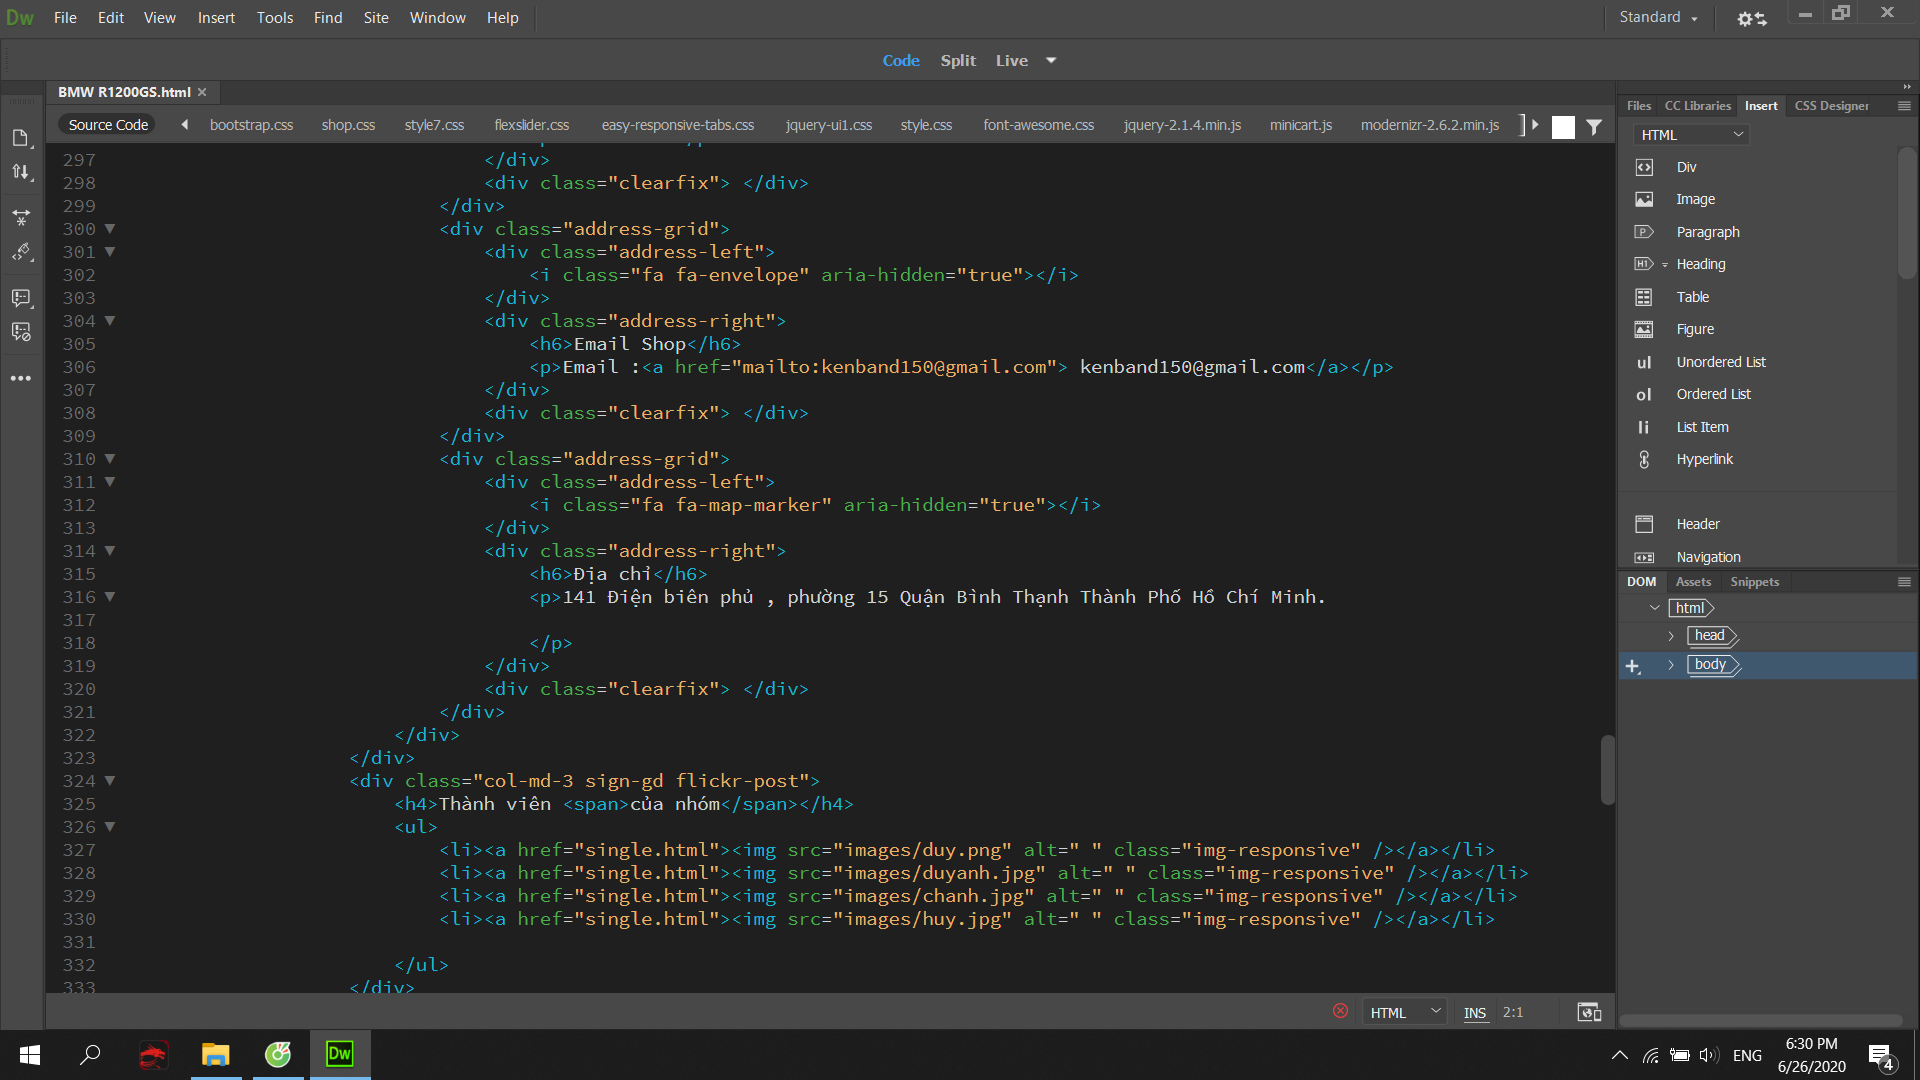 Dw File Edit View Insert Tools Find Site Window Help Standard
Code Split Live
BMW R1200GS.html
Source Code bootstrap.css shop.css style7.css flexslider.css easy-responsive-tabs.css jquery-ui1.css style.css font-awesome.css jquery-2.1.4.min.js minicart.js modernizr-2.6.2.min.js
297 </div>
298 <div class="clearfix"> </div>
299 </div>
300 <div class="address-grid">
301 <div class="address-left">
302 <i class="fa fa-envelope" aria-hidden="true"></i>
303 </div>
304 <div class="address-right">
305 <h6>Email Shop</h6>
306 <p>Email :<a href="mailto:kenband150@gmail.com"> kenband150@gmail.com</a></p>
307 </div>
308 <div class="clearfix"> </div>
309 </div>
310 <div class="address-grid">
311 <div class="address-left">
312 <i class="fa fa-map-marker" aria-hidden="true"></i>
313 </div>
314 <div class="address-right">
315 <h6>Địa chỉ</h6>
316 <p>141 Điện biên phủ , phường 15 Quận Bình Thạnh Thành Phố Hồ Chí Minh.
317
318 </p>
319 </div>
320 <div class="clearfix"> </div>
321 </div>
322 </div>
323 </div>
324 <div class="col-md-3 sign-gd flickr-post">
325 <h4>Thành viên <span>của nhóm</span></h4>
326 <ul>
327 <li><a href="single.html"><img src="images/duy.png" alt=" " class="img-responsive" /></a></li>
328 <li><a href="single.html"><img src="images/duyanh.jpg" alt=" " class="img-responsive" /></a></li>
329 <li><a href="single.html"><img src="images/chanh.jpg" alt=" " class="img-responsive" /></a></li>
330 <li><a href="single.html"><img src="images/huy.jpg" alt=" " class="img-responsive" /></a></li>
331
332 </ul>
333 </div>
HTML INS 2:1
Files CC Libraries Insert CSS Designer
HTML
Div
Image
Paragraph
H1 Heading
Table
Figure
ul Unordered List
ol Ordered List
li List Item
Hyperlink
Header
Navigation
DOM Assets Snippets
html
head
body
Dw
ENG
6:30 PM
6/26/2020
4